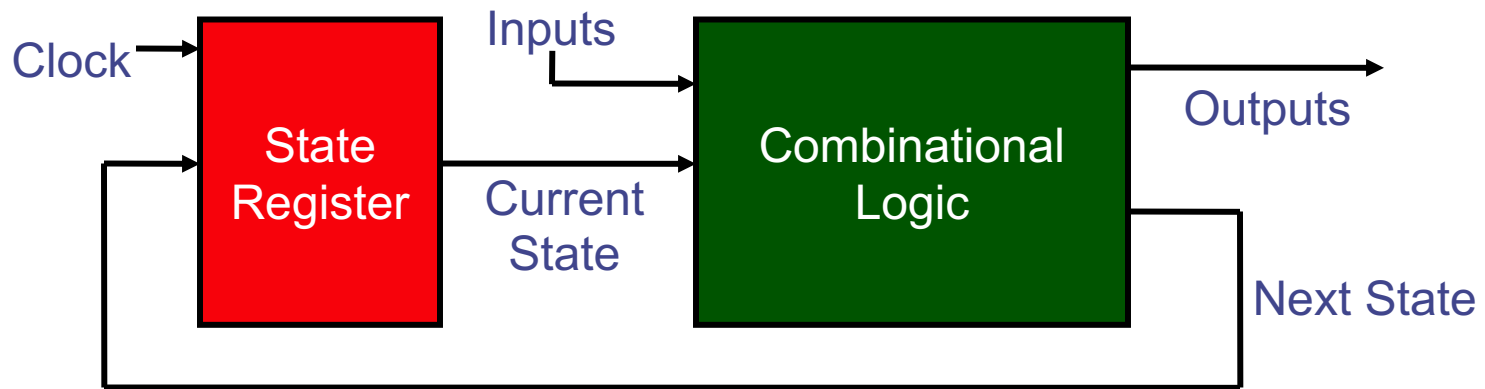 Clock
State
Register
Inputs
Current
State
Combinational
Logic
Outputs
Next State